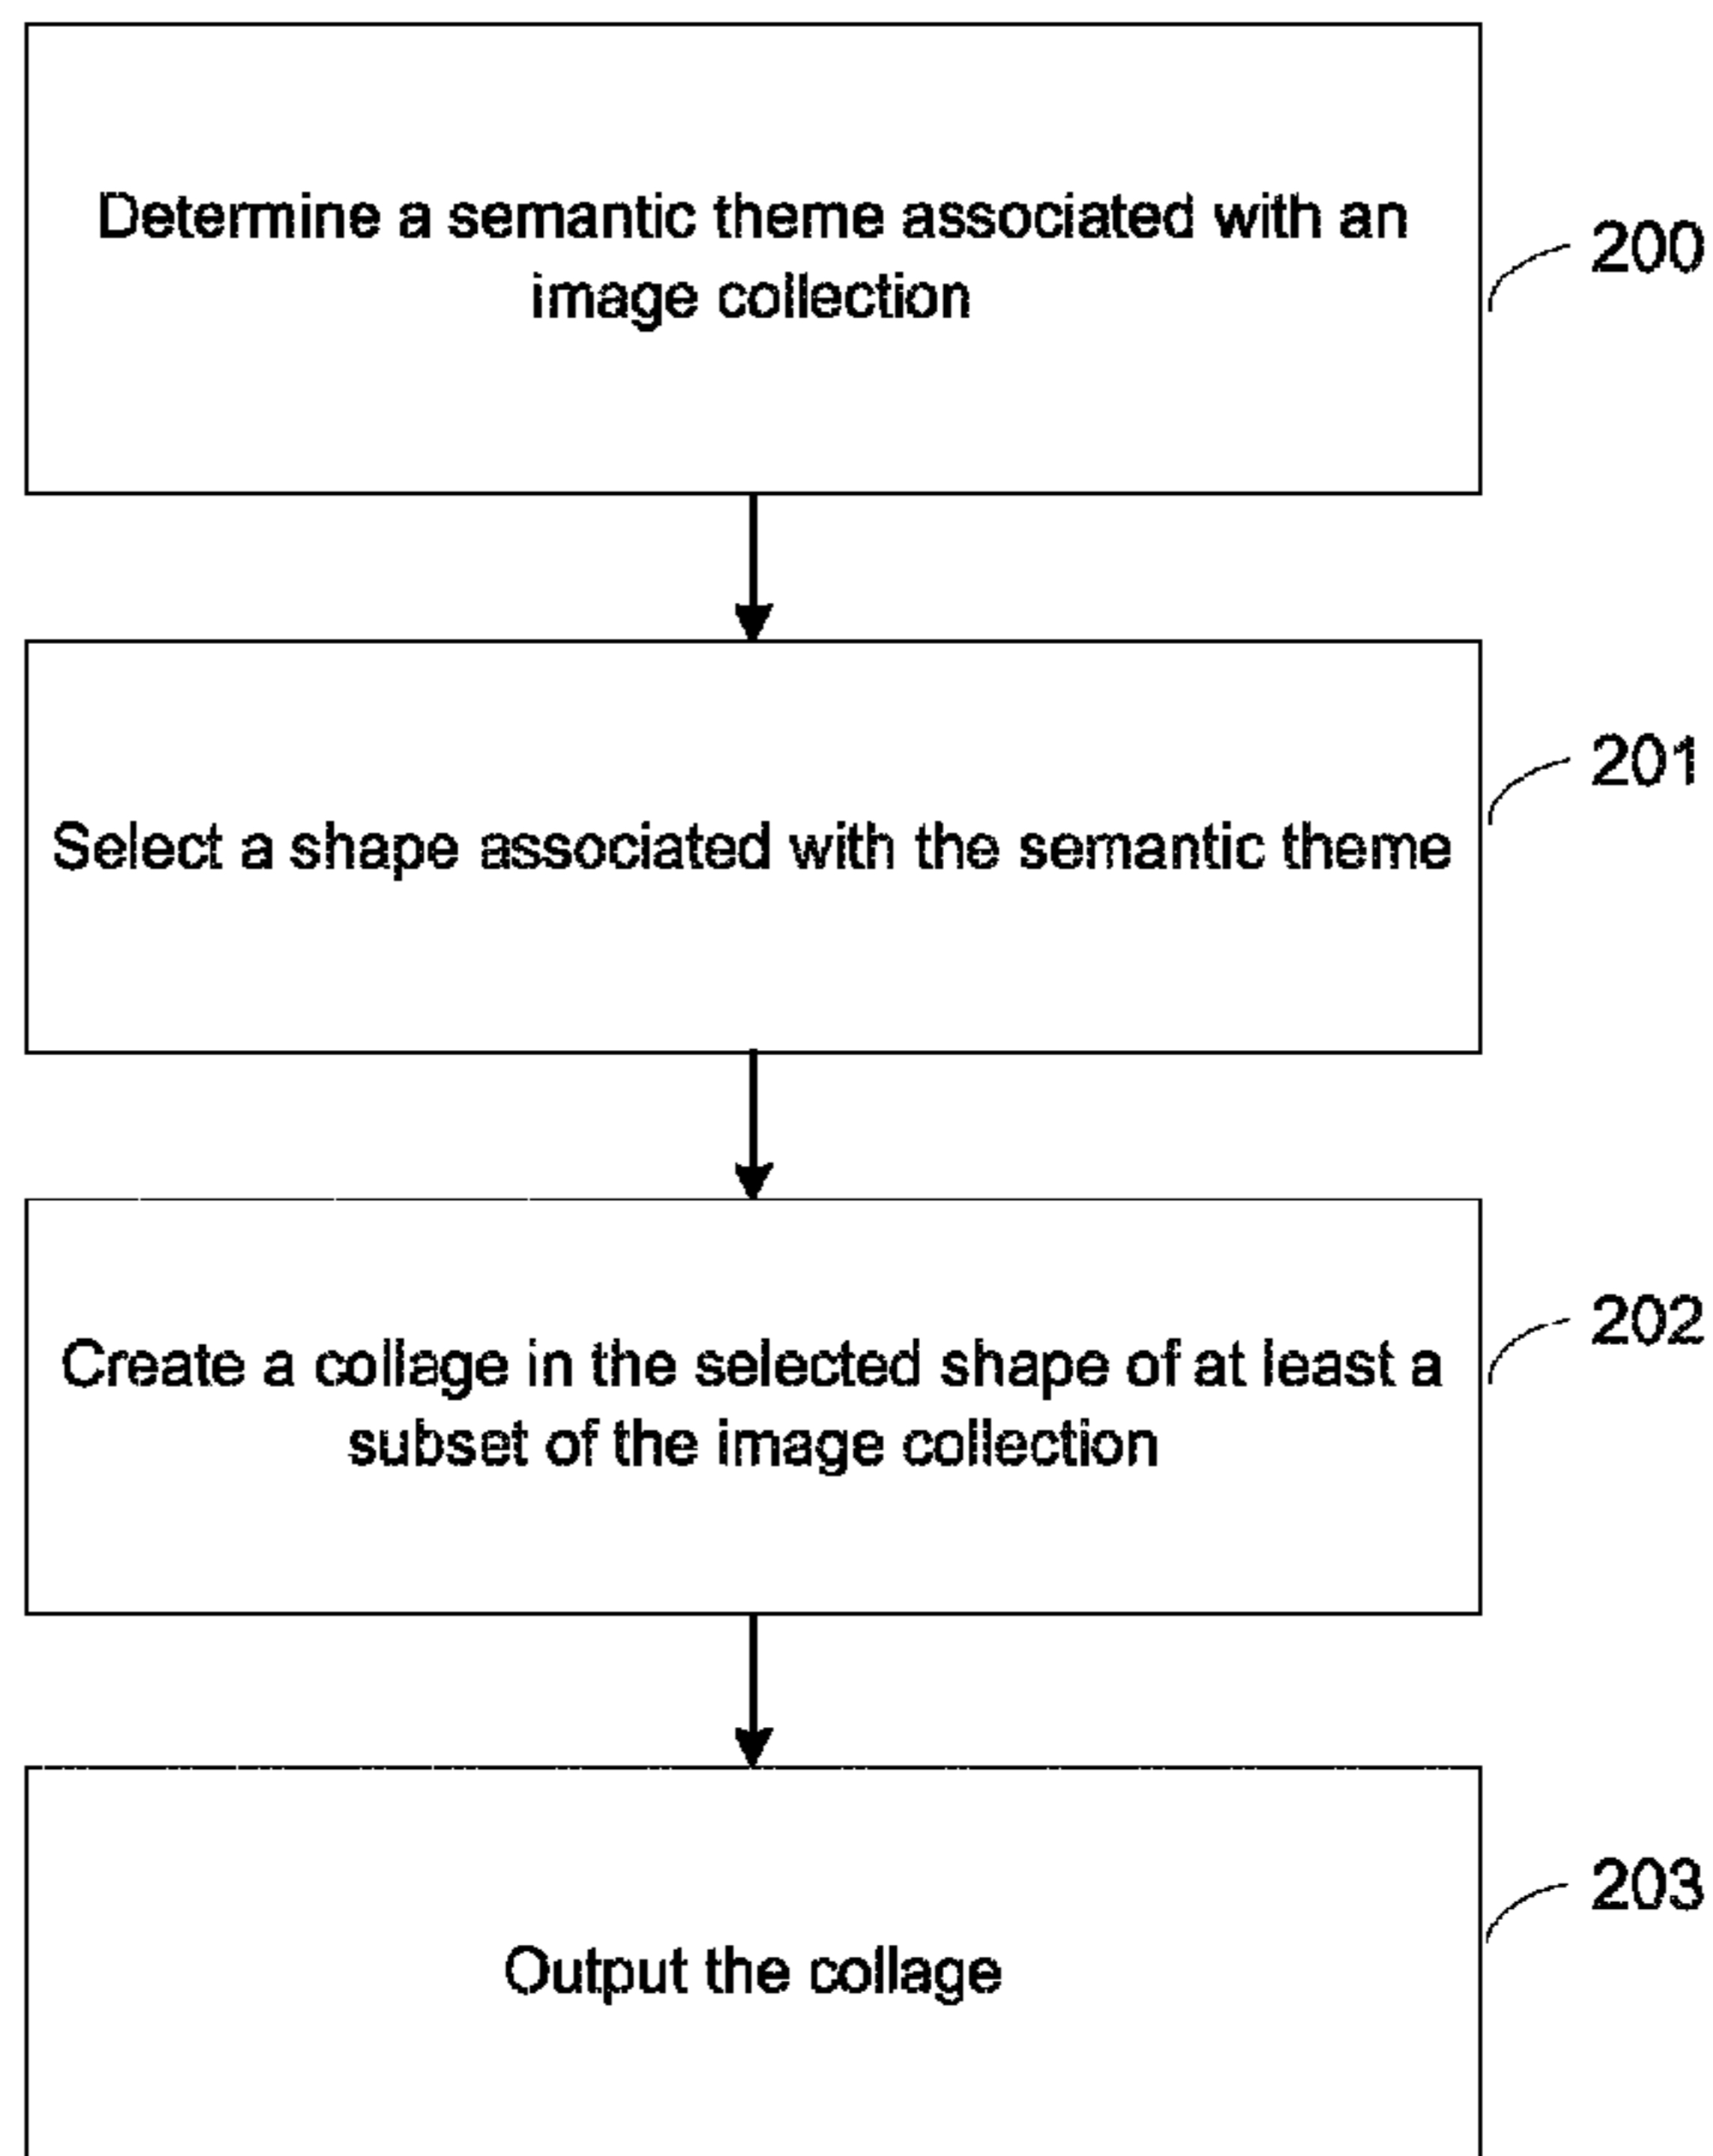 Determine a semantic theme associated with an
image collection
200
Select a shape associated with the semantic theme
201
Create a collage in the selected shape of at least a
subset of the image collection
202
Output the collage
203